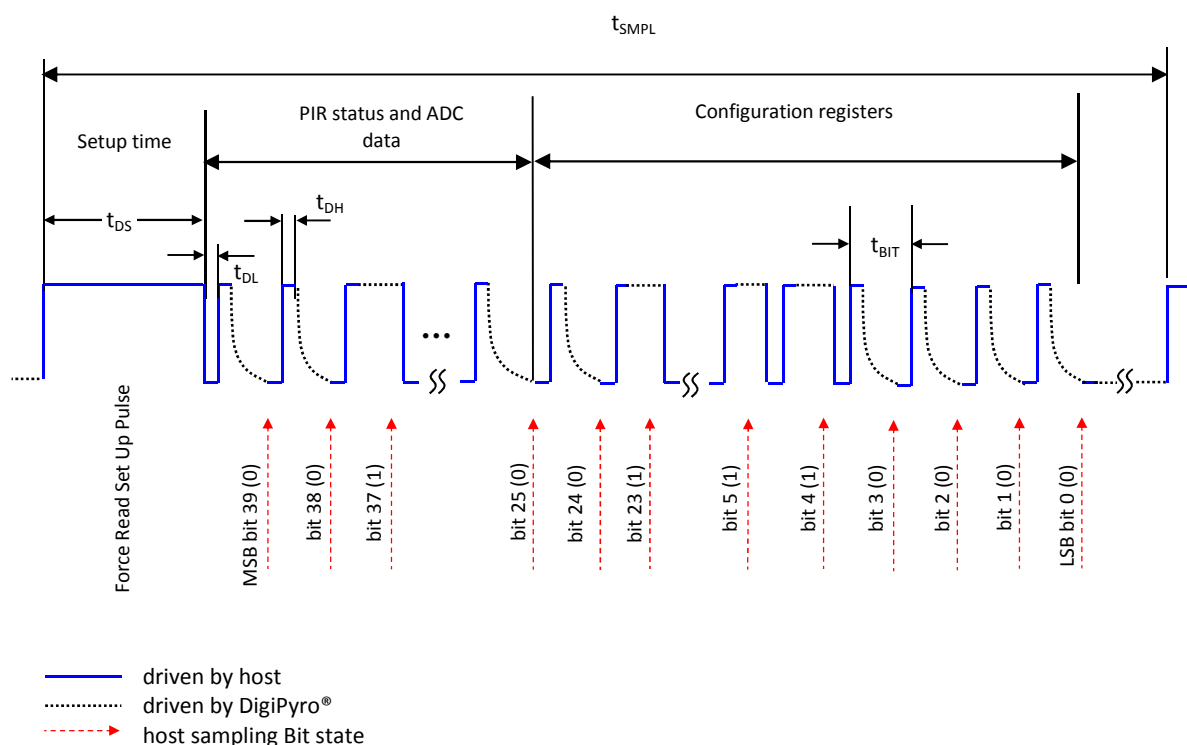 tSMPL
PIR status and ADC
data
Configuration registers
Setup time
tDS
tDH
tBIT
tDL
•••
Force Read Set Up Pulse
MSB bit 39 (0)
bit 38 (0)
bit 37 (1)
bit 25 (0)
bit 24 (0)
bit 23 (1)
bit 5 (1)
bit 4 (1)
bit 3 (0)
bit 2 (0)
bit 1 (0)
LSB bit 0 (0)
driven by host
driven by DigiPyro®
host sampling Bit state